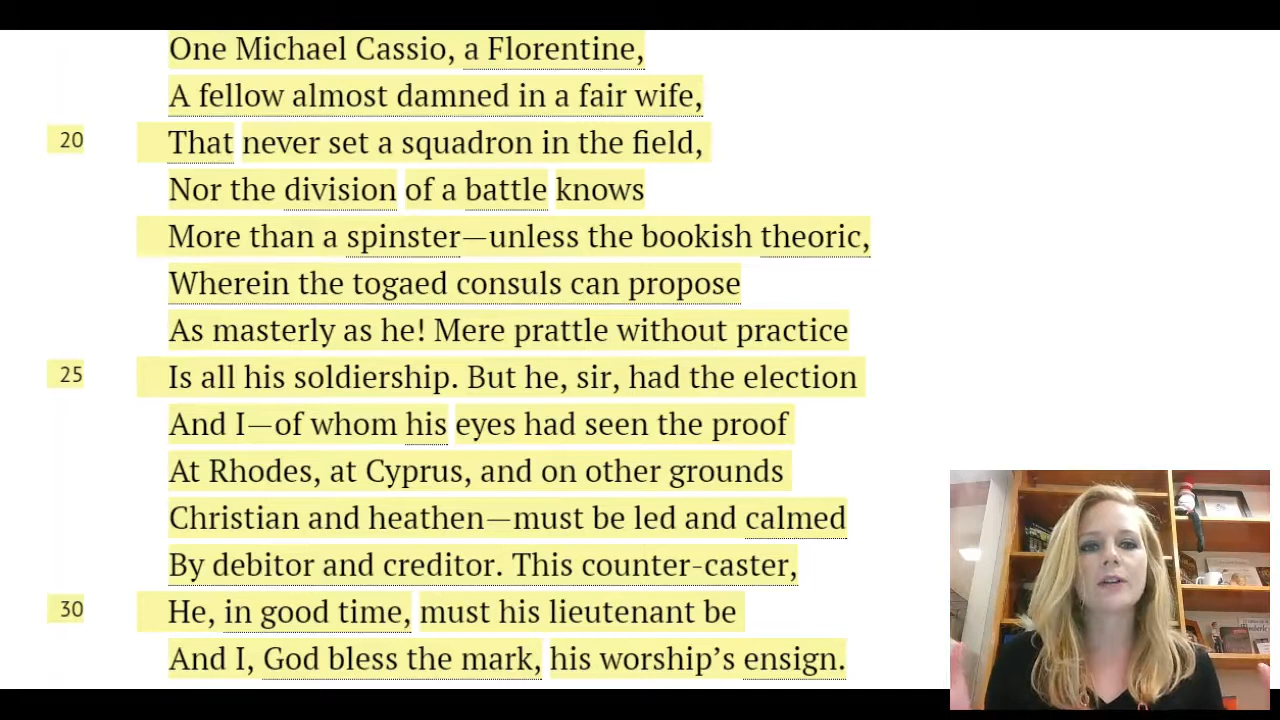 One Michael Cassio, a Florentine,
A fellow almost damned in a fair wife,
20 That never set a squadron in the field,
Nor the division of a battle knows
More than a spinster—unless the bookish theoric,
Wherein the togaed consuls can propose
As masterly as he! Mere prattle without practice
25 Is all his soldiership. But he, sir, had the election
And I—of whom his eyes had seen the proof
At Rhodes, at Cyprus, and on other grounds
Christian and heathen—must be led and calmed
By debitor and creditor. This counter-caster,
30 He, in good time, must his lieutenant be
And I, God bless the mark, his worship’s ensign.